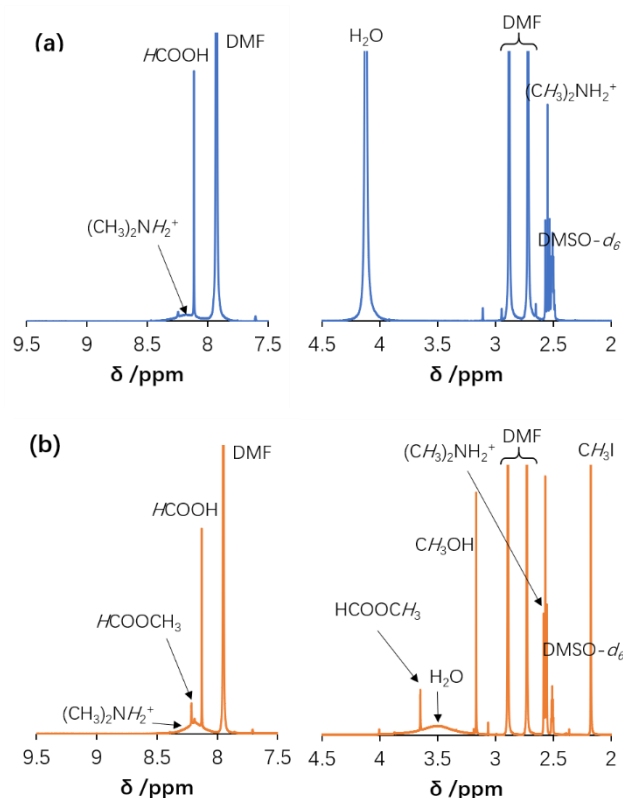 (a)
HCOOH
DMF
(CH₃)₂NH₂⁺
9.5 9 8.5 8 7.5
δ /ppm
H₂O
DMF
(CH₃)₂NH₂⁺
DMSO-d₆
4.5 4 3.5 3 2.5 2
δ /ppm
(b)
DMF
HCOOH
HCOOCH₃
(CH₃)₂NH₂⁺
9.5 9 8.5 8 7.5
δ /ppm
(CH₃)₂NH₂⁺
DMF
CH₃I
CH₃OH
HCOOCH₃
H₂O
DMSO-d₆
4.5 4 3.5 3 2.5 2
δ /ppm